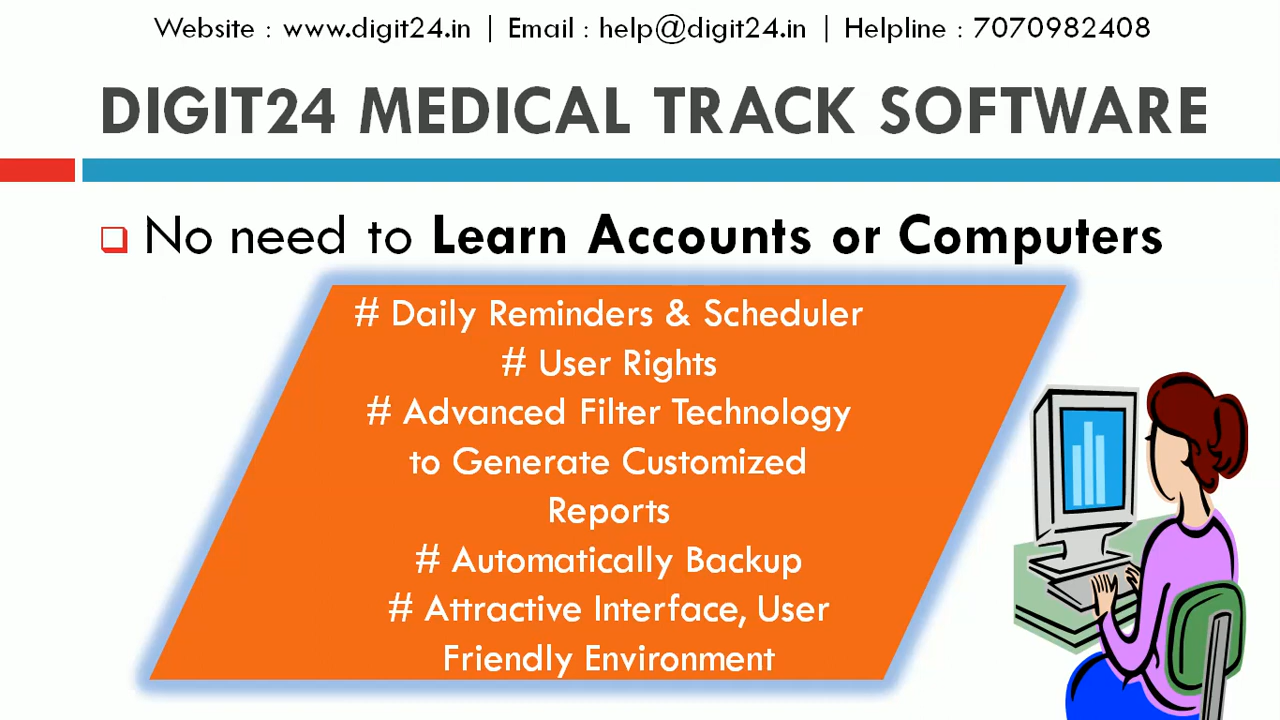 Website : www.digit24.in | Email : help@digit24.in | Helpline : 7070982408
DIGIT24 MEDICAL TRACK SOFTWARE
No need to Learn Accounts or Computers
# Daily Reminders & Scheduler
# User Rights
# Advanced Filter Technology
to Generate Customized
Reports
# Automatically Backup
# Attractive Interface, User
Friendly Environment